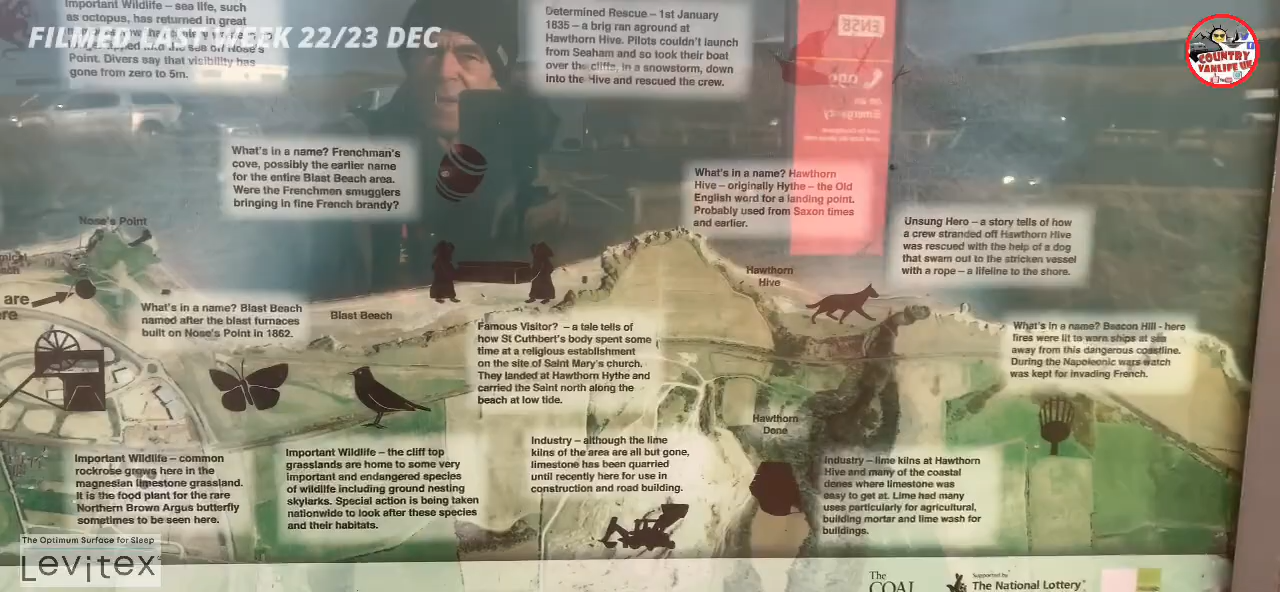 Important Wildlife – sea life, such
as octopus, has returned in great
into the sea off Nose's
Point. Divers say that visibility has
gone from zero to 5m.
FILMED LAST WEEK 22/23 DEC
Determined Rescue – 1st January
1835 – a brig ran aground at
Hawthorn Hive. Pilots couldn't launch
from Seaham and so took their boat
over the cliffs, in a snowstorm, down
into the Hive and rescued the crew.
COUNTRY
VANLIFE UK
999
Emergency
What's in a name? Frenchman's
cove, possibly the earlier name
for the entire Blast Beach area.
Were the Frenchmen smugglers
bringing in fine French brandy?
What's in a name? Hawthorn
Hive – originally Hythe – the Old
English word for a landing point.
Probably used from Saxon times
and earlier.
Unsung Hero – a story tells of how
a crew stranded off Hawthorn Hive
was rescued with the help of a dog
that swam out to the stricken vessel
with a rope – a lifeline to the shore.
Nose's Point
are
Hawthorn
Hive
What's in a name? Blast Beach
named after the blast furnaces
built on Nose's Point in 1862.
Blast Beach
Famous Visitor? – a tale tells of
how St Cuthbert's body spent some
time at a religious establishment
on the site of Saint Mary's church.
They landed at Hawthorn Hythe and
carried the Saint north along the
beach at low tide.
What's in a name? Beacon Hill - here
fires were lit to warn ships at sea
away from this dangerous coastline.
During the Napoleonic wars watch
was kept for invading French.
Hawthorn
Dene
Important Wildlife – common
rockrose grows here in the
magnesian limestone grassland.
It is the food plant for the rare
Northern Brown Argus butterfly
sometimes to be seen here.
Important Wildlife – the cliff top
grasslands are home to some very
important and endangered species
of wildlife including ground nesting
skylarks. Special action is being taken
nationwide to look after these species
and their habitats.
Industry – although the lime
kilns of the area are all but gone,
limestone has been quarried
until recently here for use in
construction and road building.
Industry – lime kilns at Hawthorn
Hive and many of the coastal
denes where limestone was
easy to get at. Lime had many
uses particularly for agricultural,
building mortar and lime wash for
buildings.
The Optimum Surface for Sleep
Levitex
The
COAL
Supported by
The National Lottery